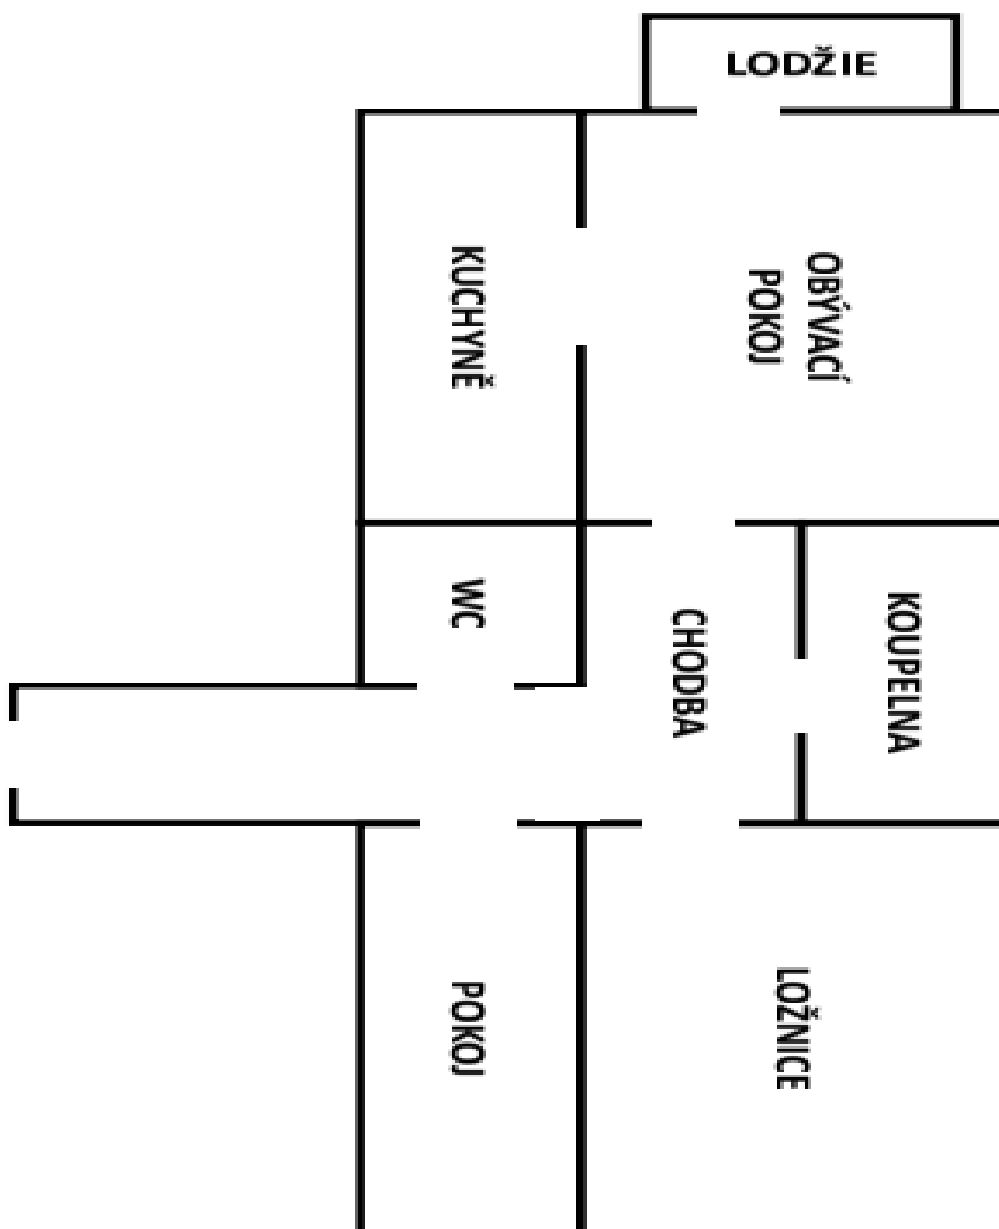 LODŽIE
KUCHYNĚ
OBÝVACÍ
POKOJ
WC
CHODBA
KOUPELNA
POKOJ
LOŽNICE